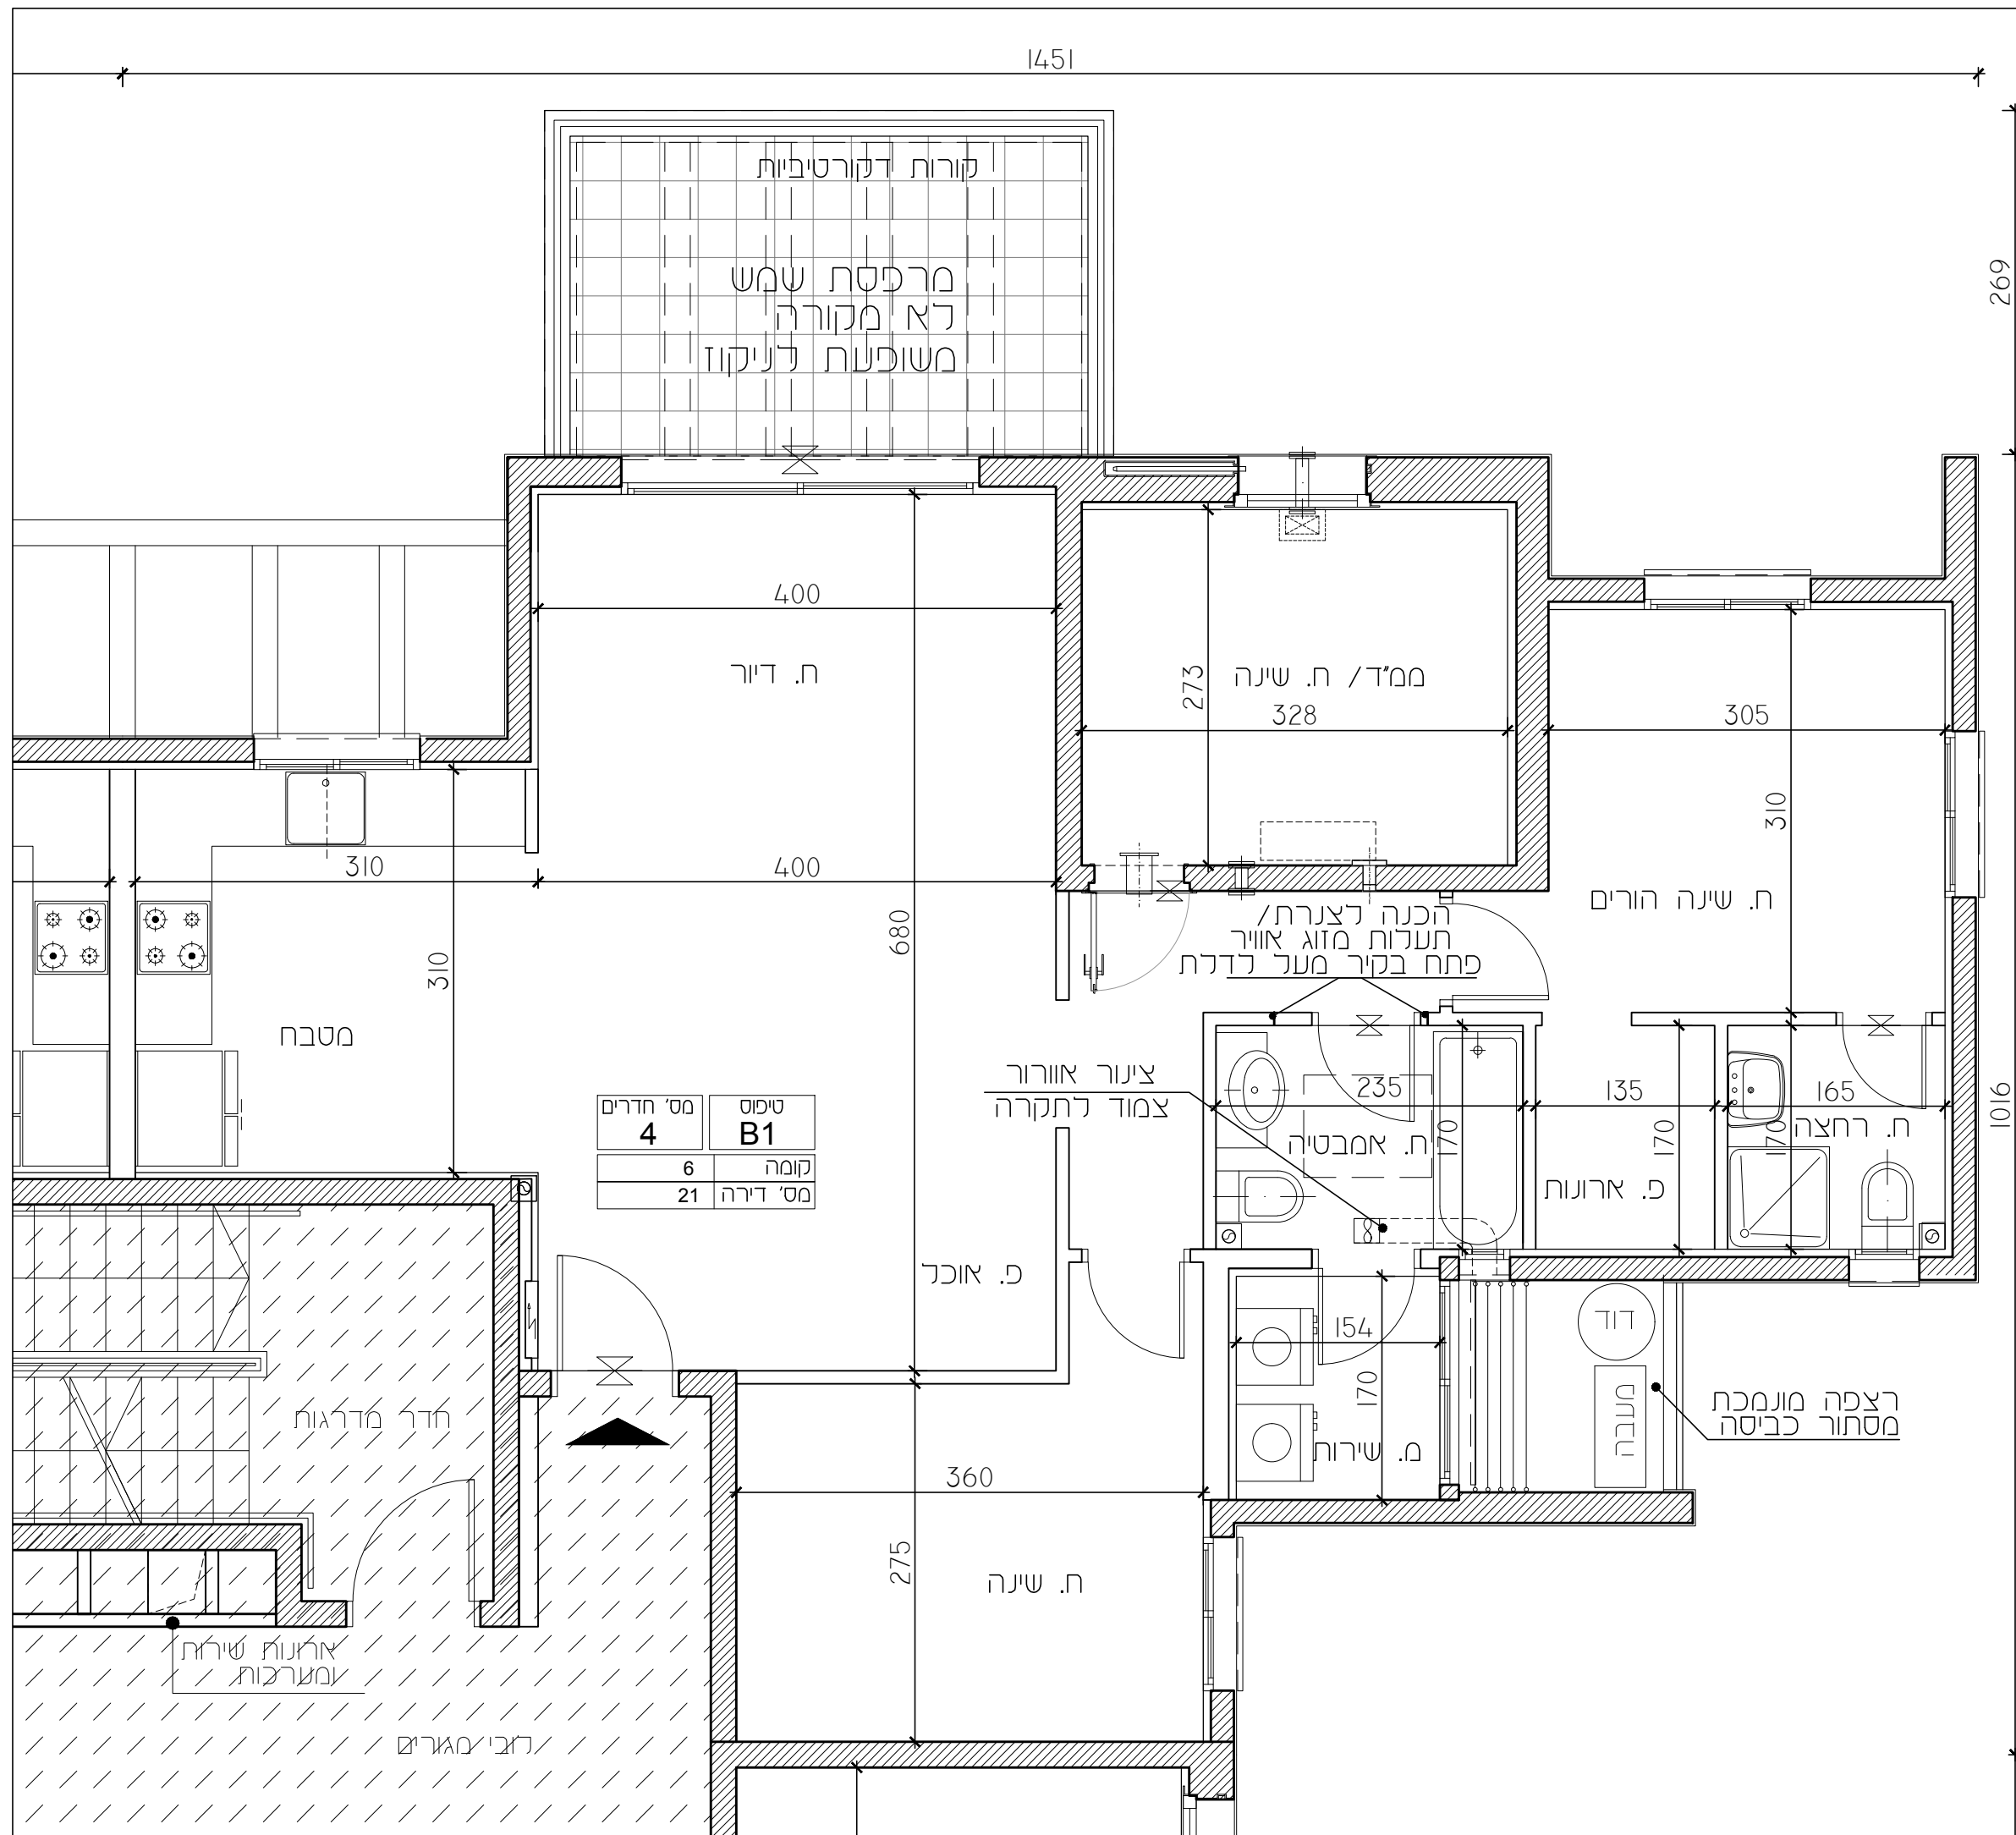 1451
קורות דקורטיביות
מרפסת שמש
לא מקורה
משופעת לניקוז
269
400
ח. דיור
273
ממ"ד/ ח. שינה
328
305
310
310
400
680
310
ח. שינה הורים
הכנה לצנרת/
תעלות מזוג אוויר
פתח בקיר מעל לדלת
מטבח
צינור אוורור
צמוד לתקרה
235
135
165
1016
טיפוס
B1
מס' חדרים
4
קומה 6
מס' דירה 21
ח. אמבטיה
170
170
170
ח. רחצה
פ. ארונות
פ. אוכל
154
170
דוד
מעבה
רצפה מונמכת
מסתור כביסה
חדר מדרגות
מ. שירות
360
275
ח. שינה
ארונות שירות
ומערכות
לובי מגורים